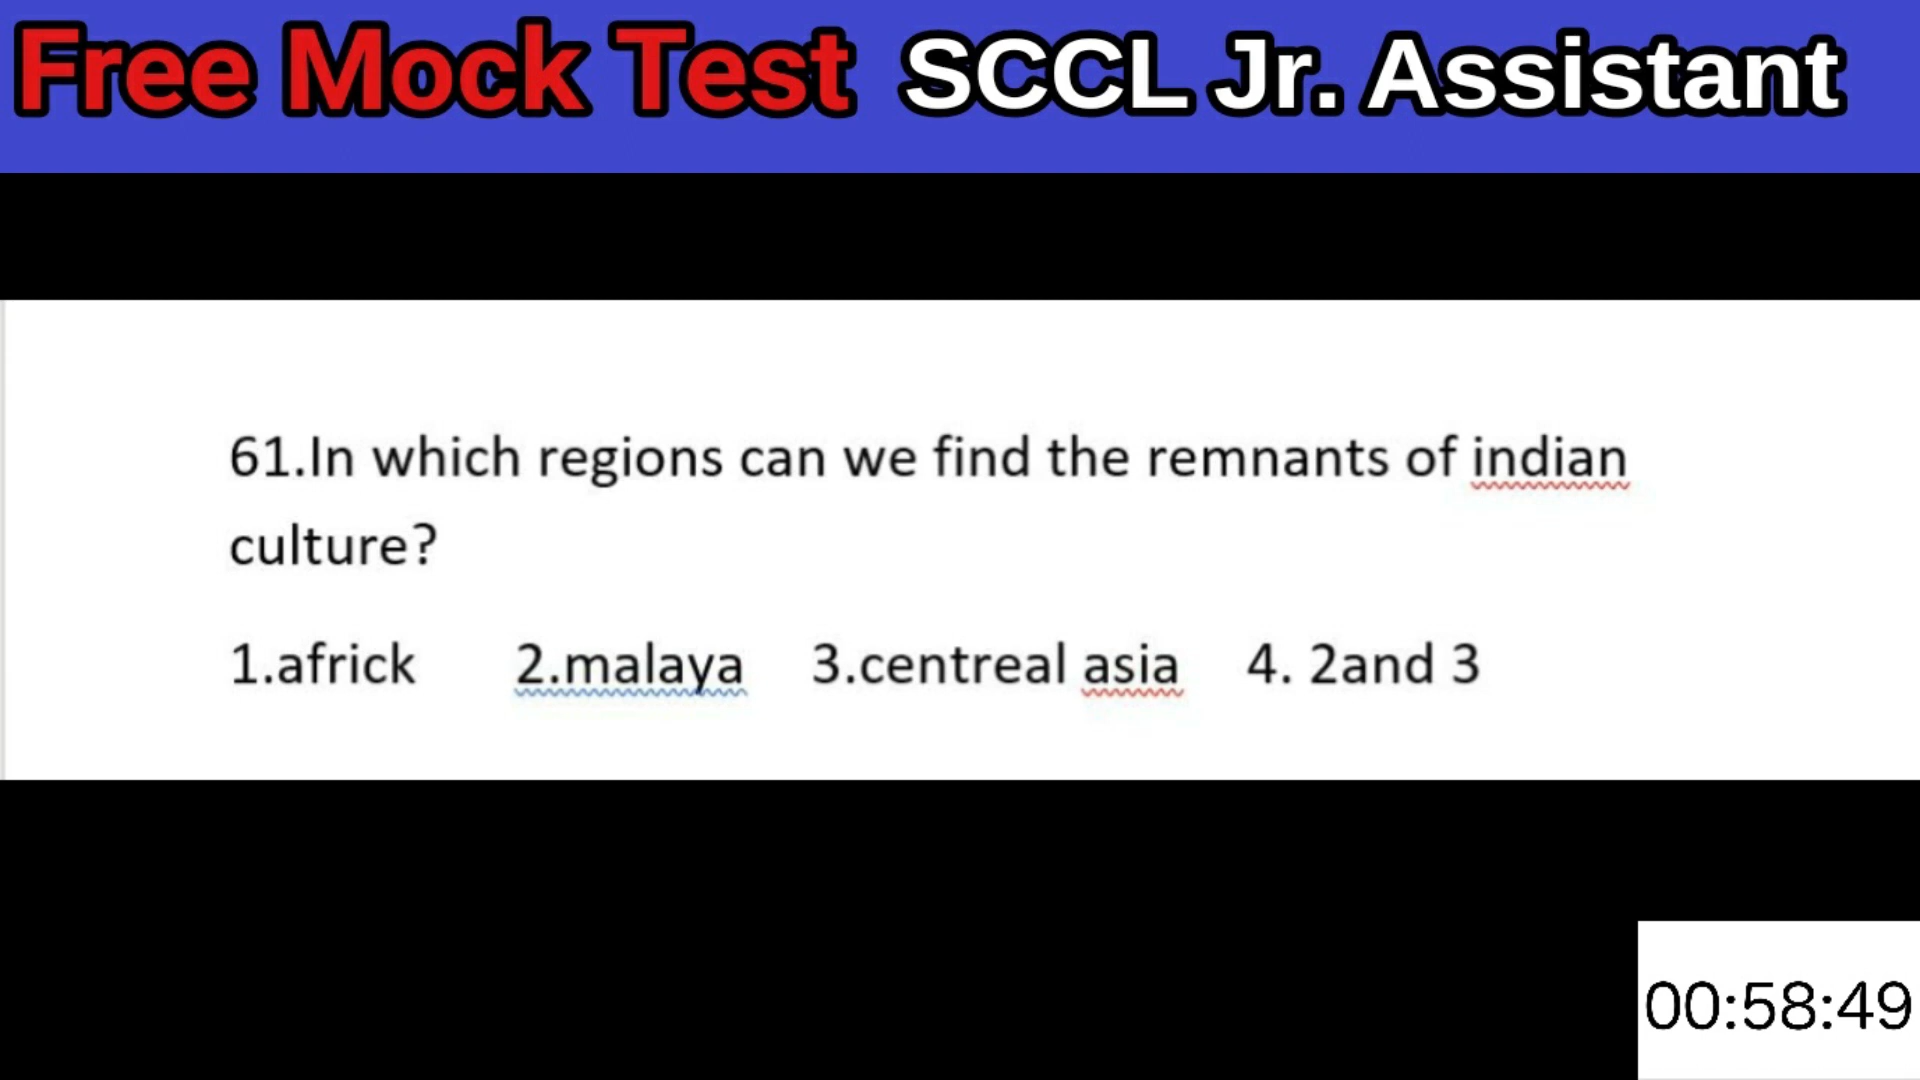 Free Mock Test SCCL Jr. Assistant
61.In which regions can we find the remnants of indian
culture?
1.africk 2.malaya 3.centreal asia 4. 2and 3
00:58:49